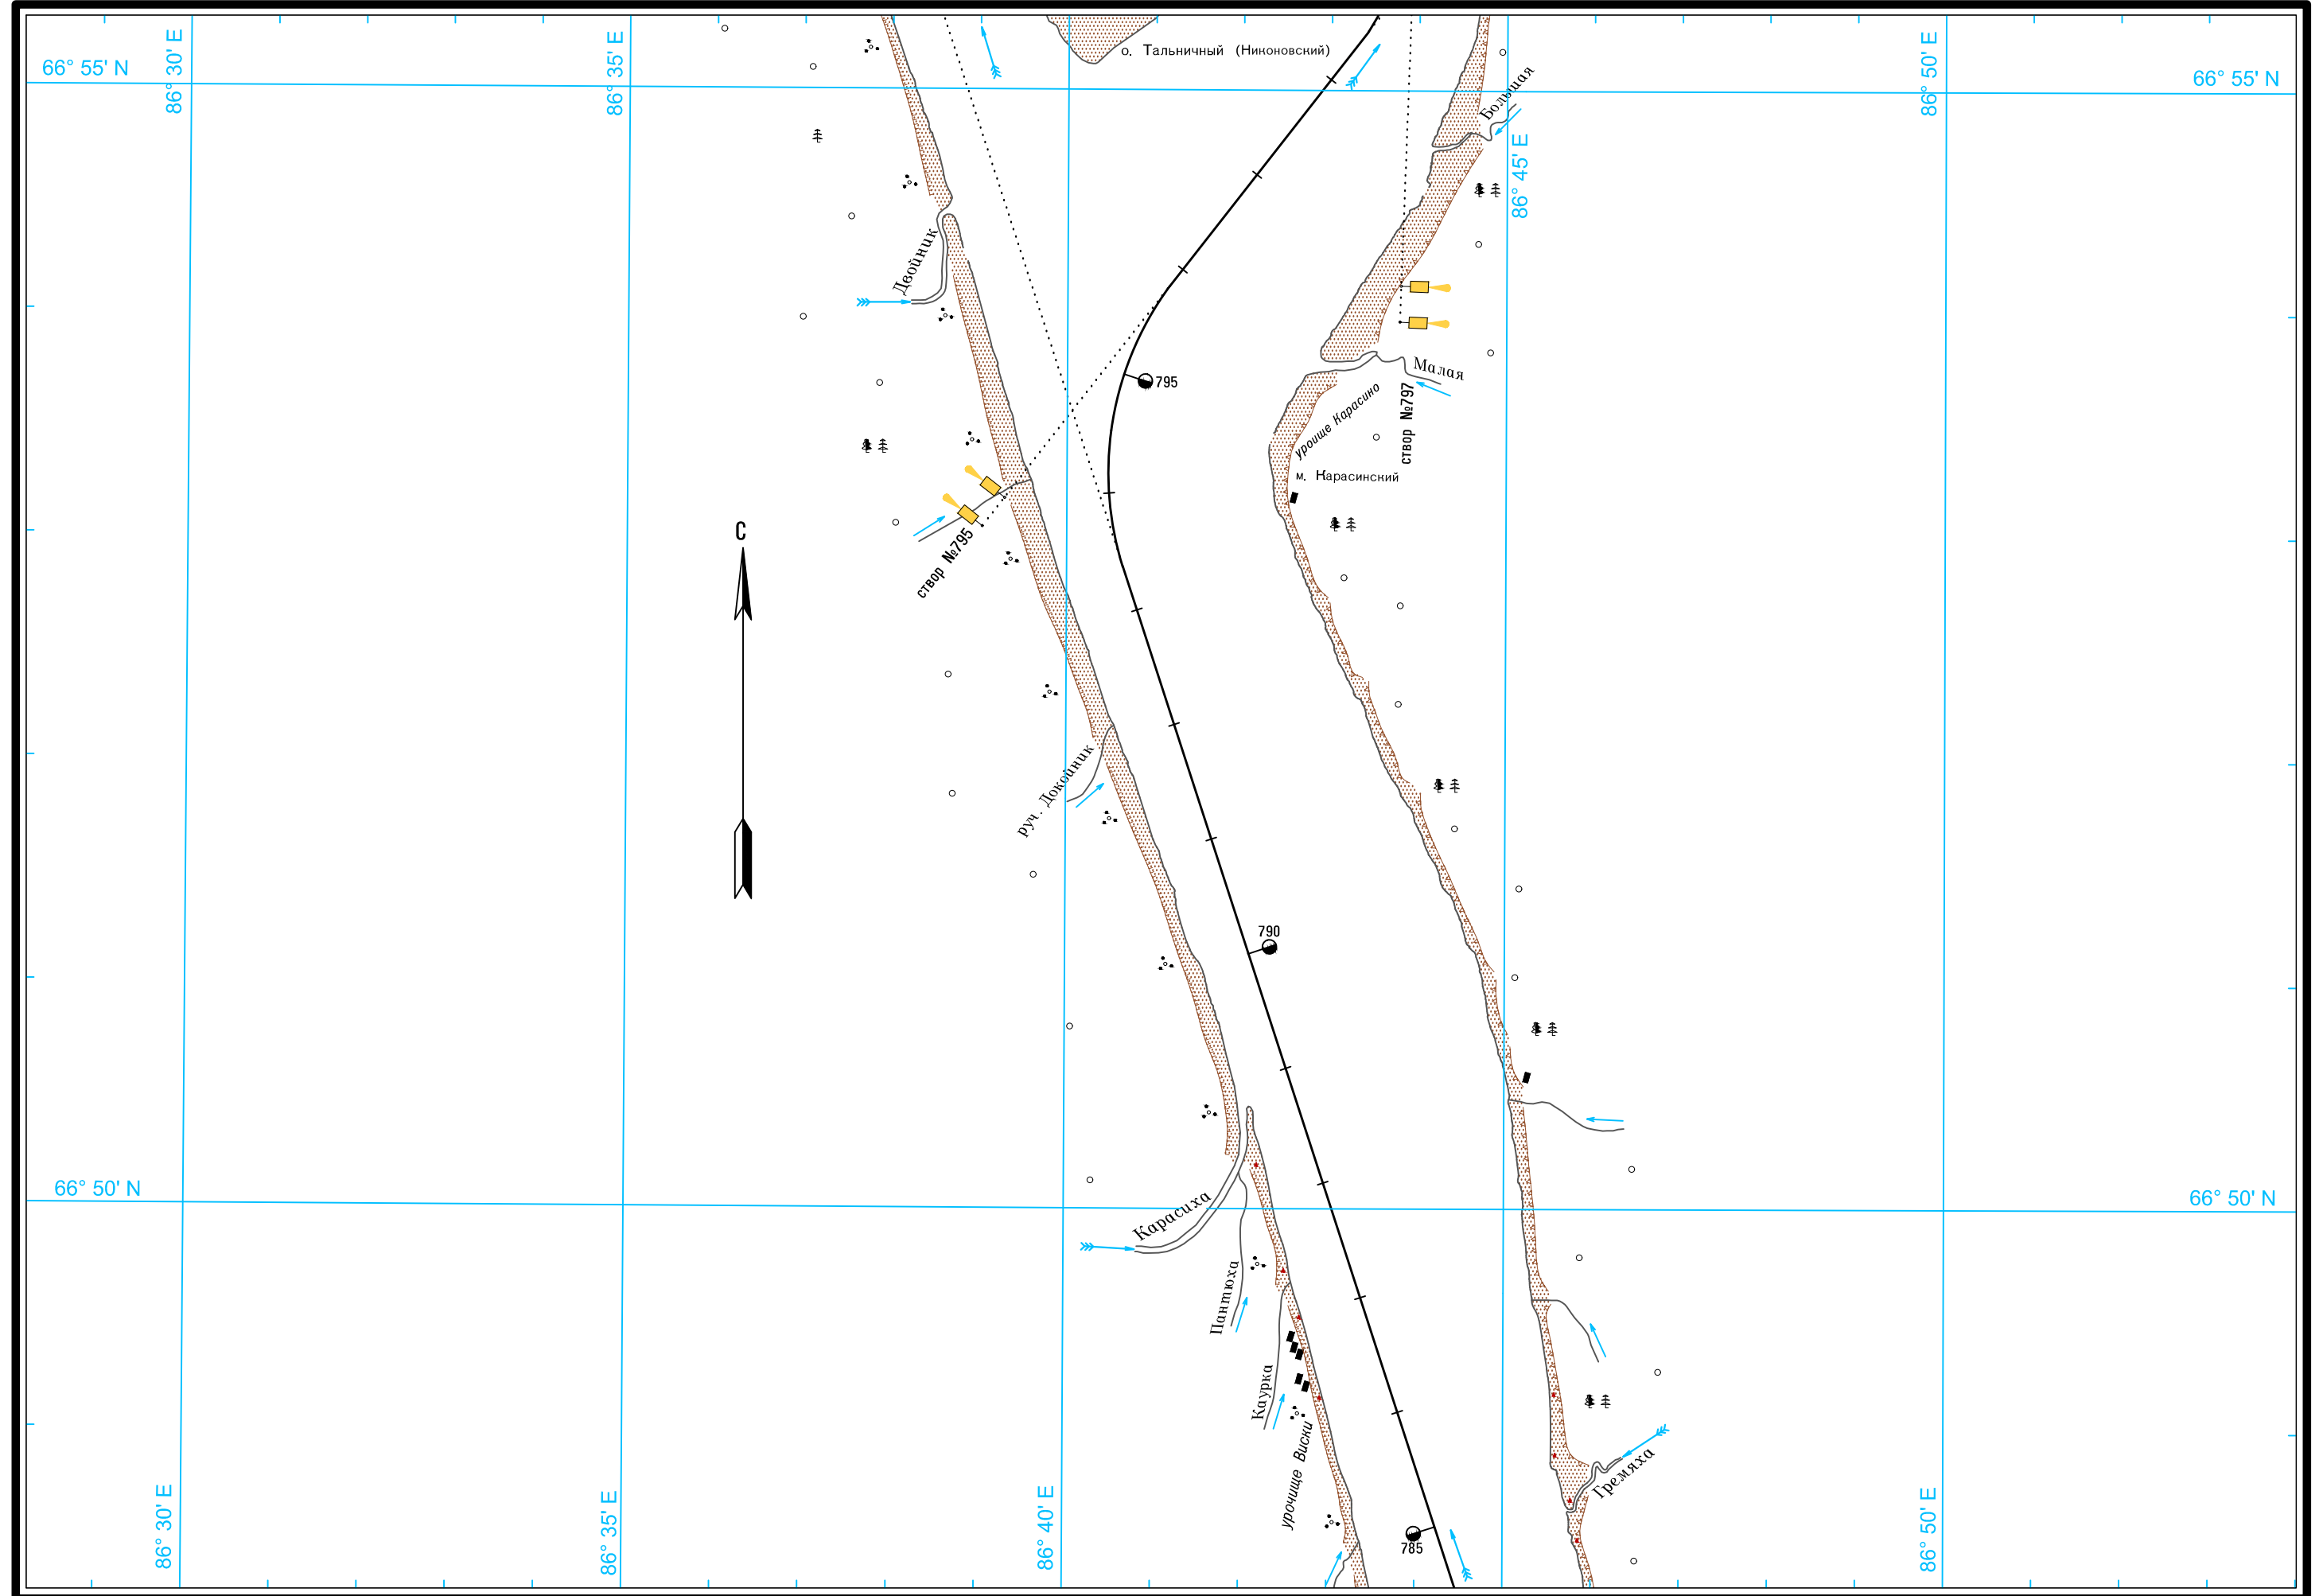 86° 30' E
86° 35' E
86° 50' E
о. Тальничный (Никоновский)
66° 55' N
66° 55' N
Большая
86° 45' E
Двойник
Малая
795
створ №797
урочище Карасино
м. Карасинский
С
створ №795
руч. Докойник
790
66° 50' N
66° 50' N
Карасиха
Пантюха
Каурка
урочище Виски
Гремяха
785
86° 30' E
86° 35' E
86° 40' E
86° 50' E